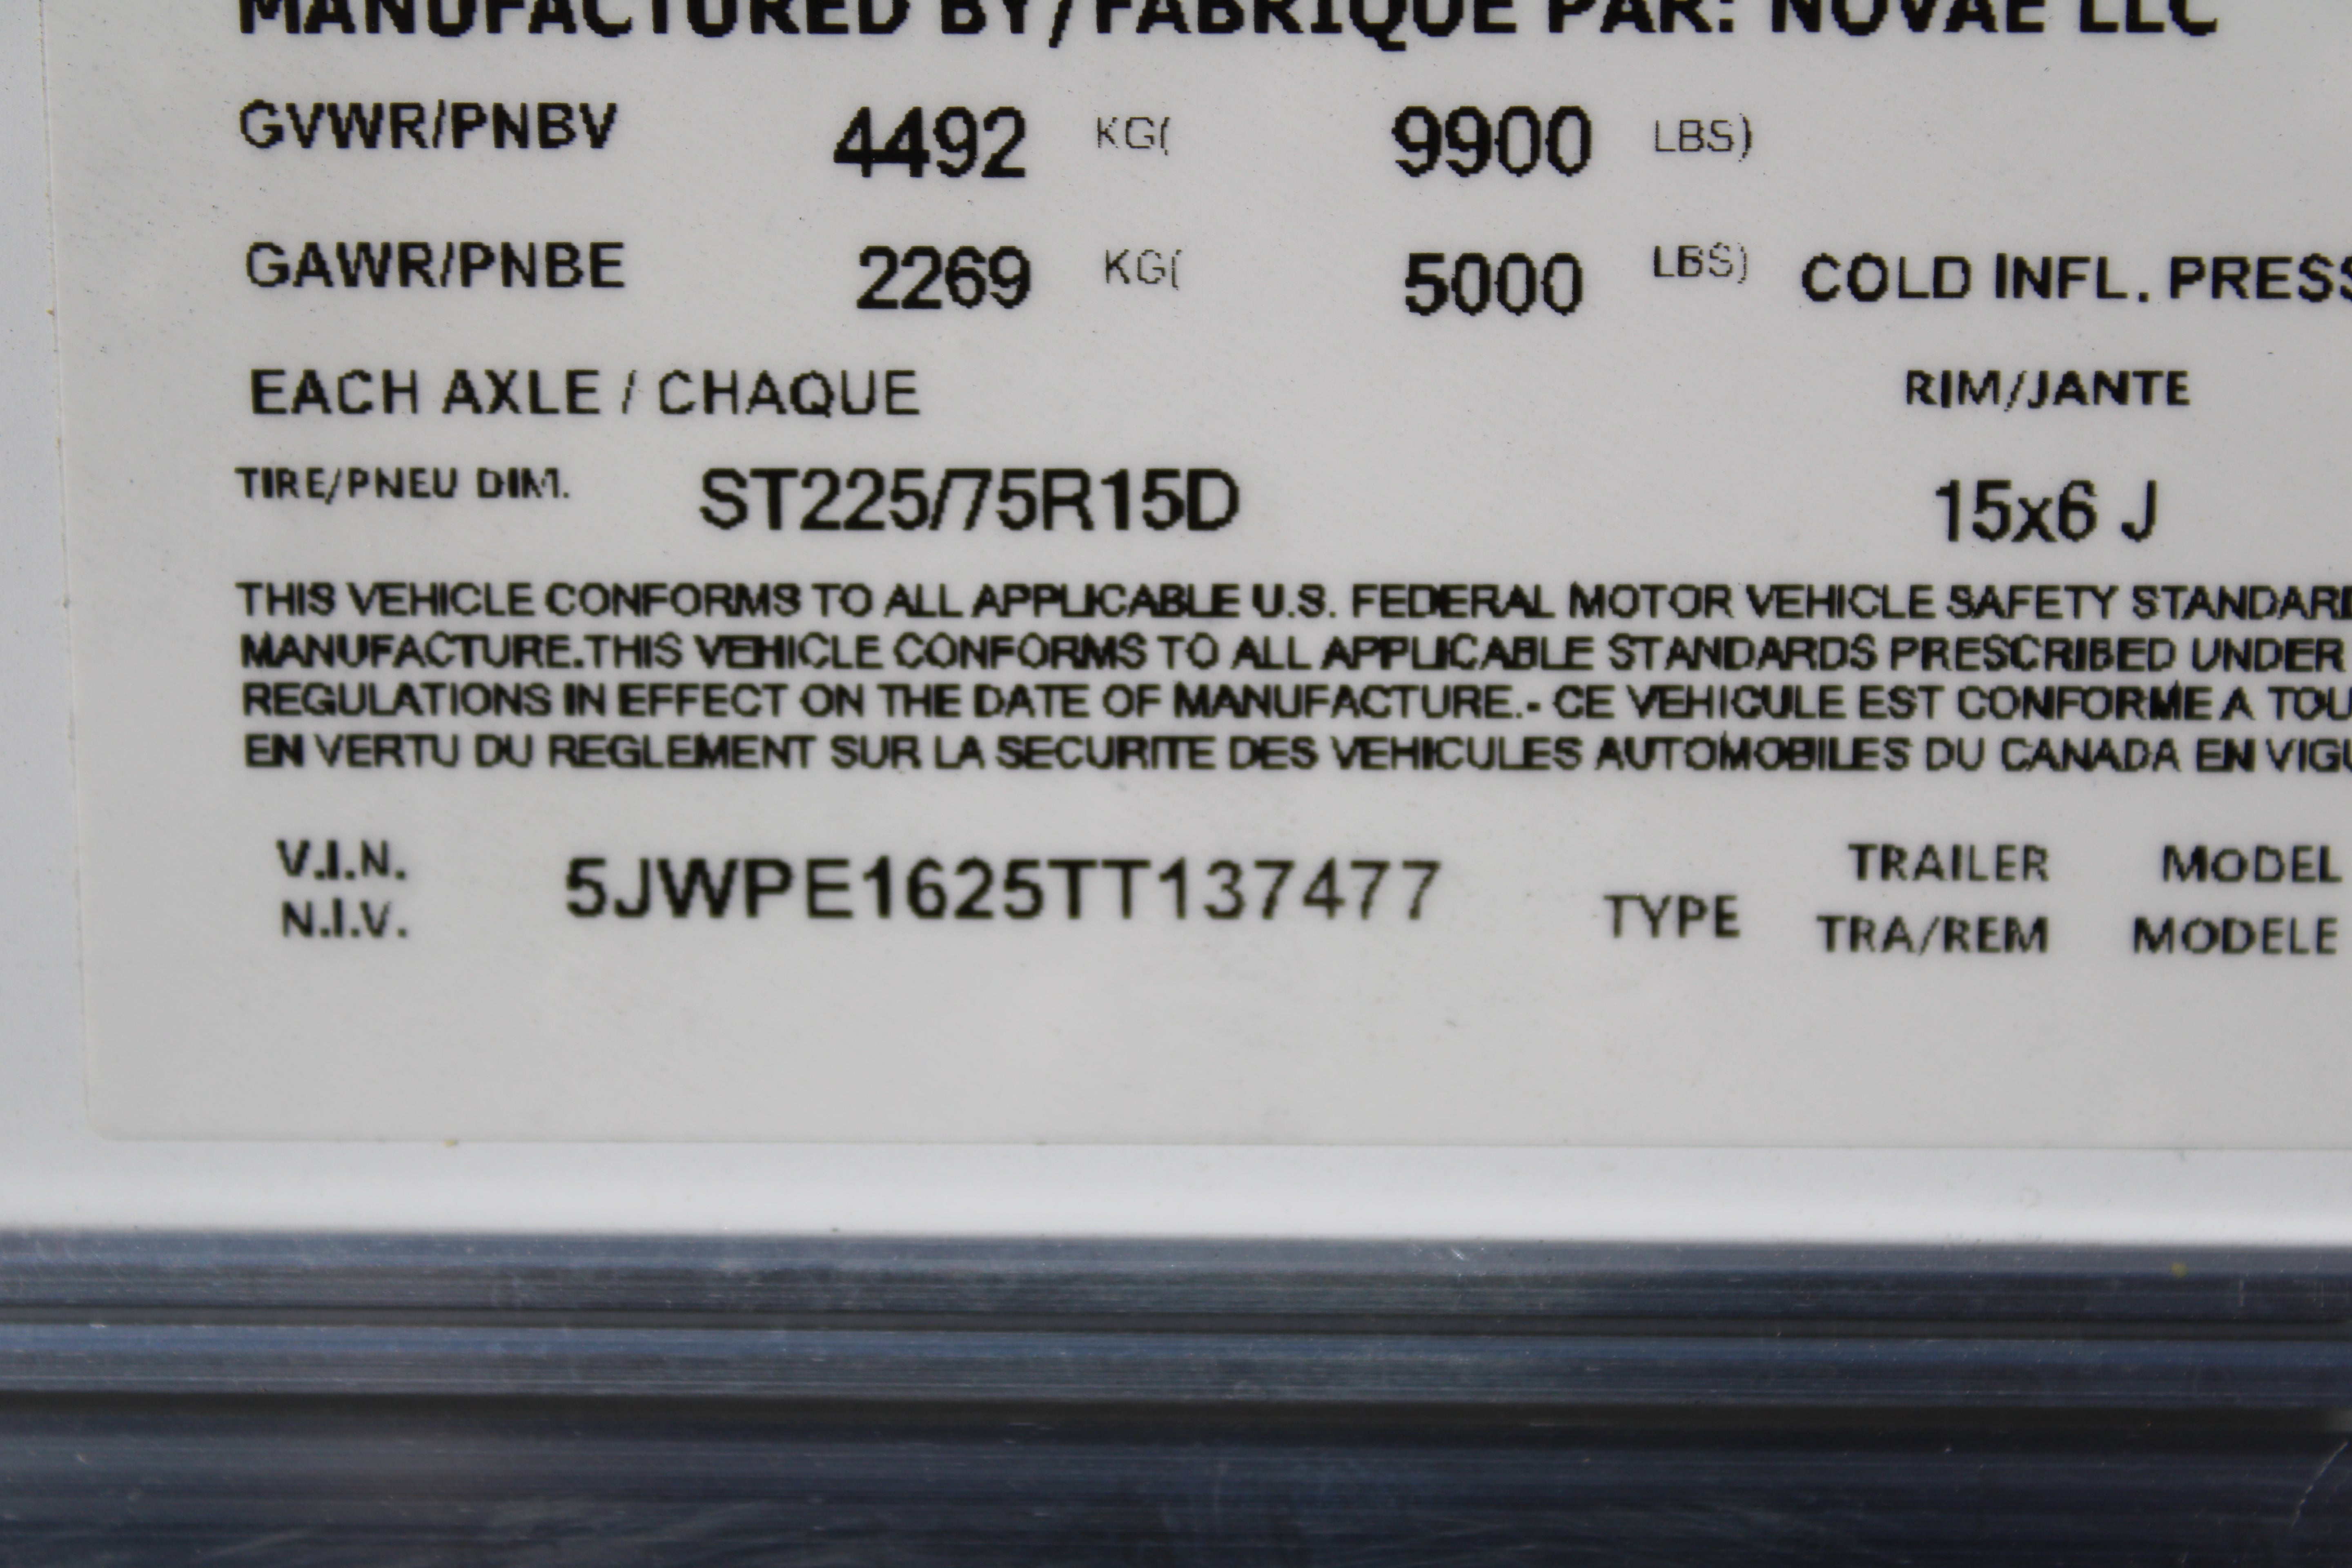 MANUFACTURED BY/FABRIQUE PAR: NOVAE LLC
GVWR/PNBV 4492 KG( 9900 LBS)
GAWR/PNBE 2269 KG( 5000 LBS) COLD INFL. PRESS
EACH AXLE / CHAQUE RIM/JANTE
TIRE/PNEU DIM. ST225/75R15D 15x6 J
THIS VEHICLE CONFORMS TO ALL APPLICABLE U.S. FEDERAL MOTOR VEHICLE SAFETY STANDARD
MANUFACTURE.THIS VEHICLE CONFORMS TO ALL APPLICABLE STANDARDS PRESCRIBED UNDER
REGULATIONS IN EFFECT ON THE DATE OF MANUFACTURE.- CE VEHICULE EST CONFORME A TOU
EN VERTU DU REGLEMENT SUR LA SECURITE DES VEHICULES AUTOMOBILES DU CANADA EN VIGU
V.I.N. 5JWPE1625TT137477 TYPE TRAILER MODEL
N.I.V. TRA/REM MODELE